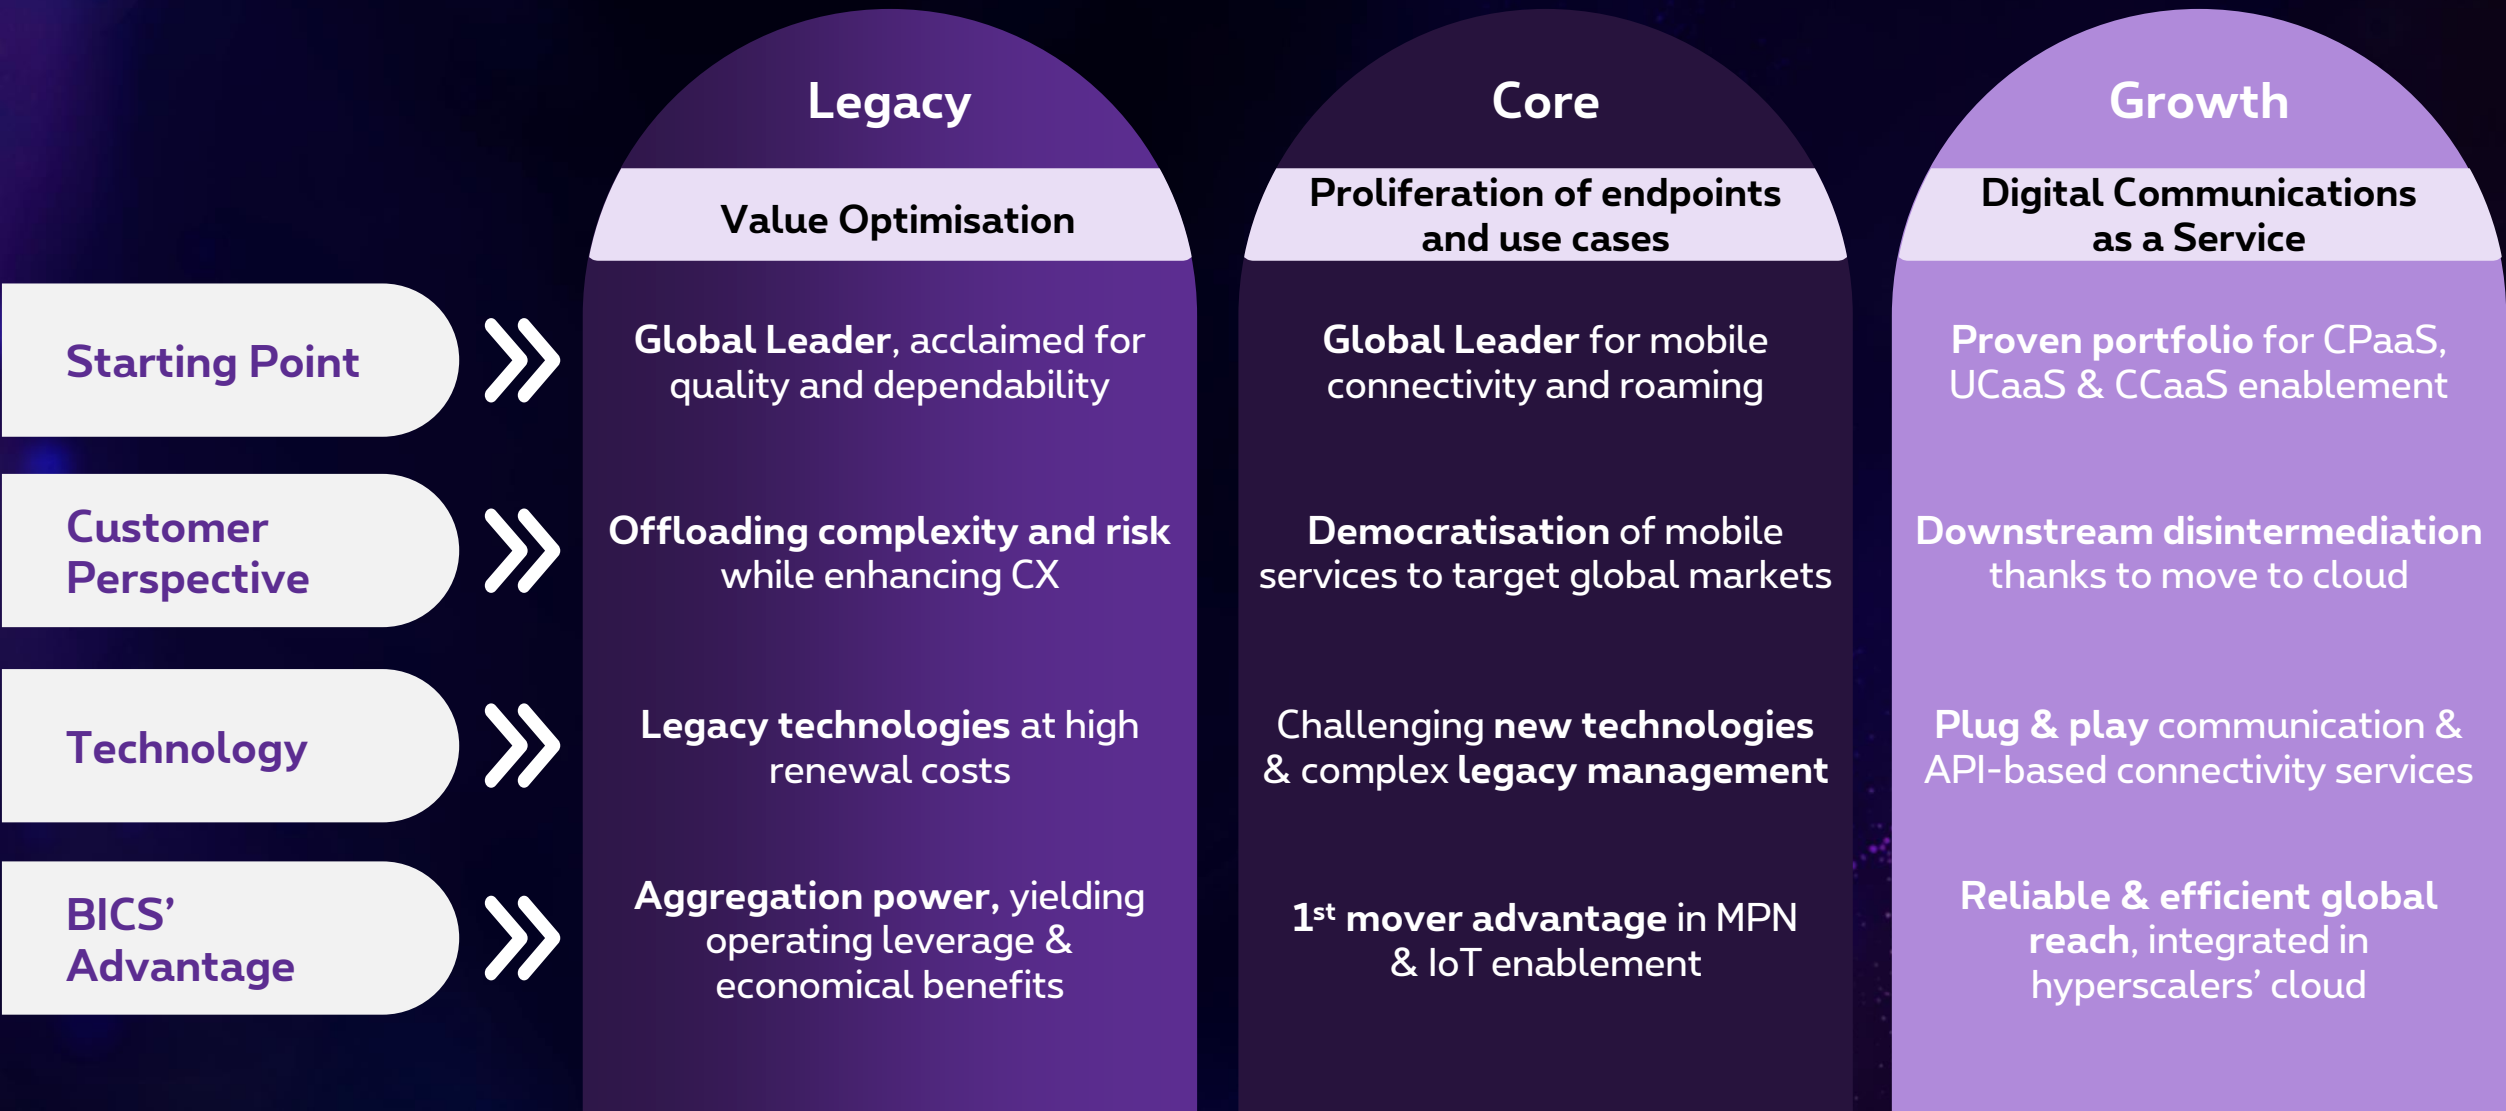 Legacy
Core
Growth
Value Optimisation
Proliferation of endpoints
and use cases
Digital Communications
as a Service
Starting Point
Global Leader, acclaimed for
quality and dependability
Global Leader for mobile
connectivity and roaming
Proven portfolio for CPaaS,
UCaaS & CCaaS enablement
Customer
Perspective
Offloading complexity and risk
while enhancing CX
Democratisation of mobile
services to target global markets
Downstream disintermediation
thanks to move to cloud
Technology
Legacy technologies at high
renewal costs
Challenging new technologies
& complex legacy management
Plug & play communication &
API-based connectivity services
BICS’
Advantage
Aggregation power, yielding
operating leverage &
economical benefits
1st mover advantage in MPN
& IoT enablement
Reliable & efficient global
reach, integrated in
hyperscalers’ cloud